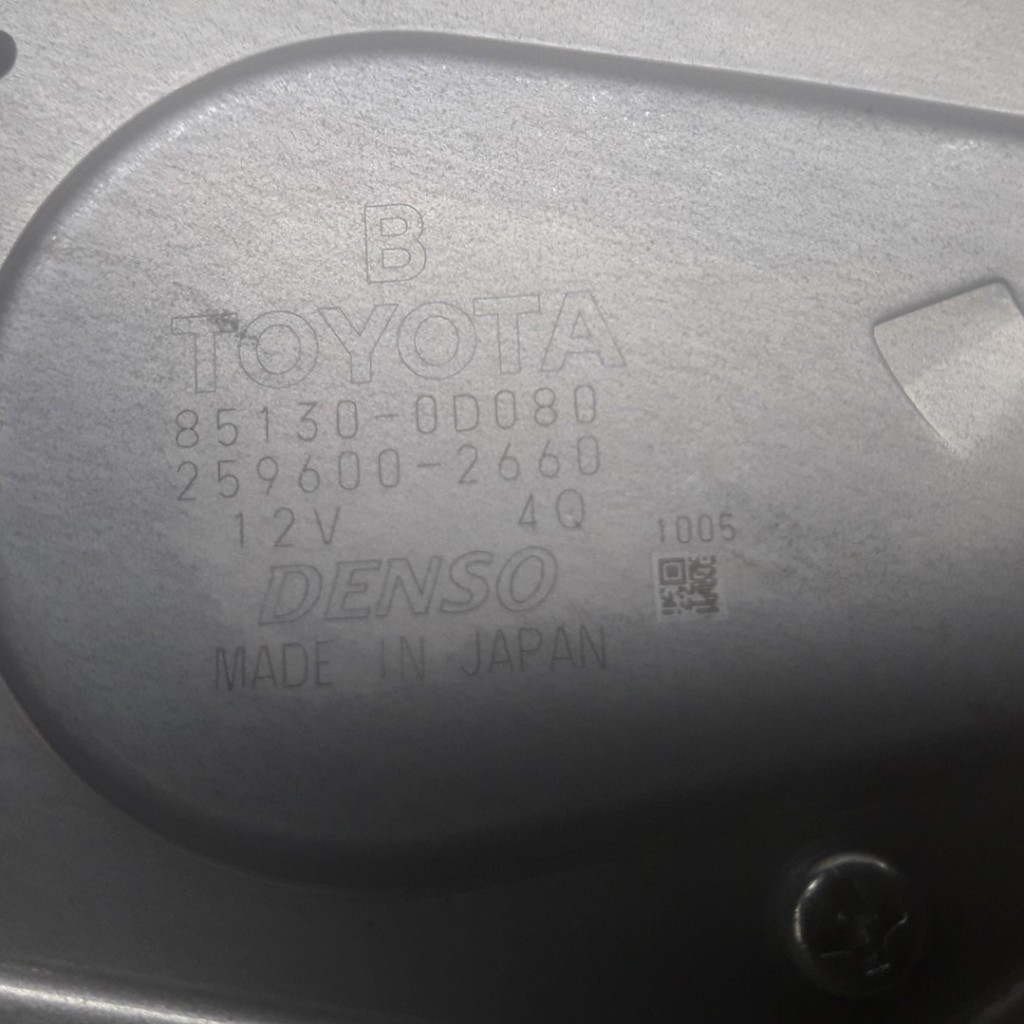 B
TOYOTA
85130-0D080
259600-2660
12V 4Q
1005
DENSO
MADE IN JAPAN